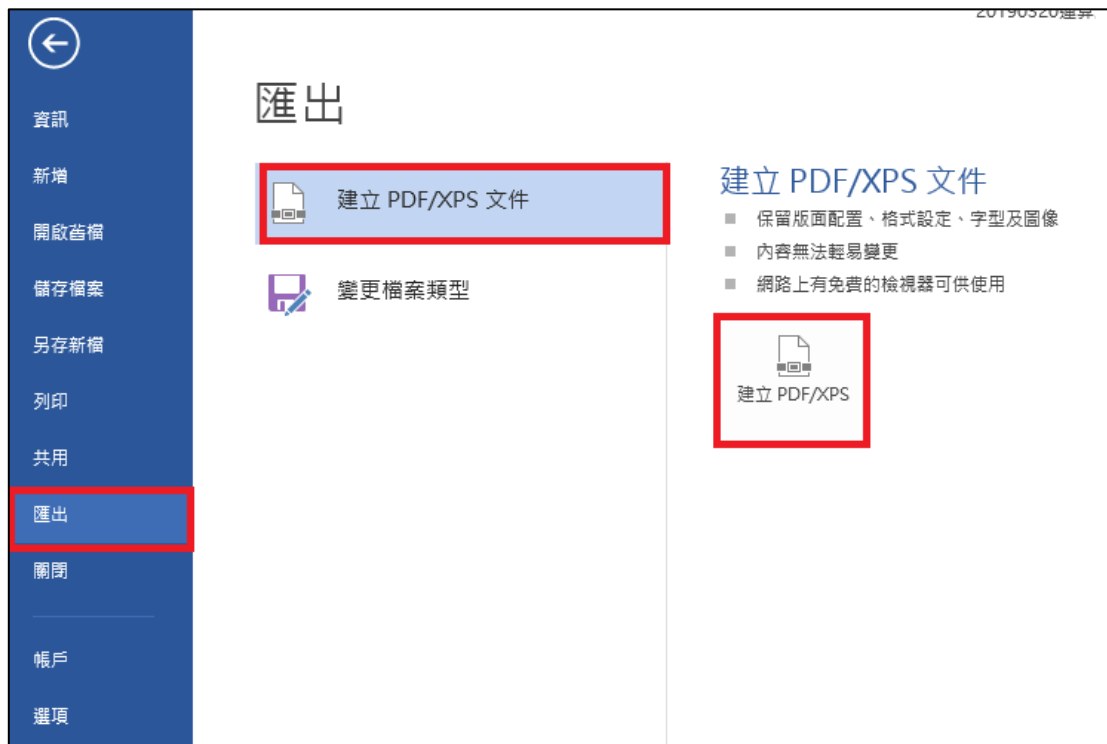 資訊
新增
開啟舊檔
儲存檔案
另存新檔
列印
共用
匯出
關閉
帳戶
選項
匯出
建立 PDF/XPS 文件
變更檔案類型
建立 PDF/XPS 文件
保留版面配置、格式設定、字型及圖像
內容無法輕易變更
網路上有免費的檢視器可供使用
建立 PDF/XPS